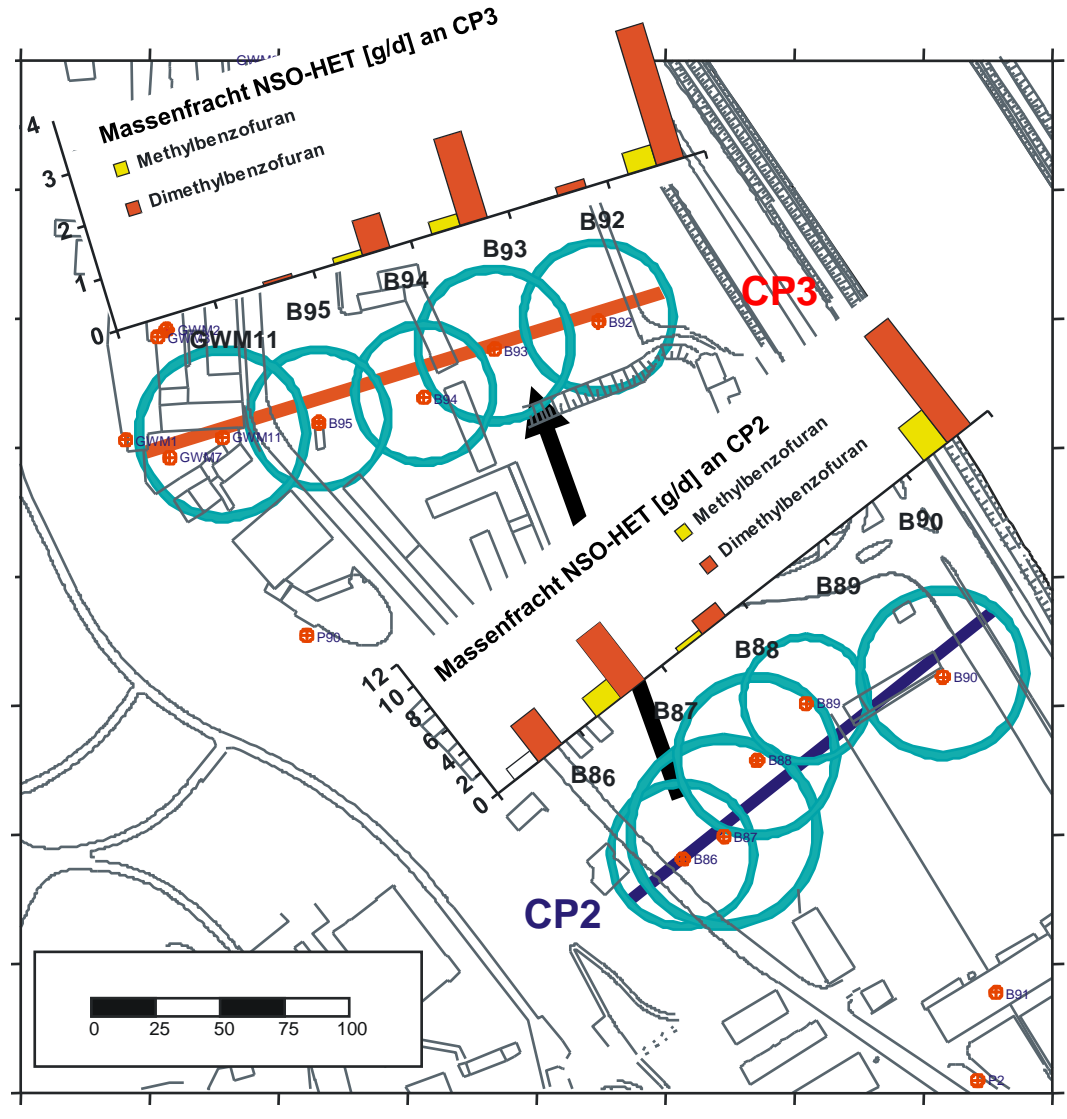 Massenfracht NSO-HET [g/d] an CP3
Methylbenzofuran
Dimethylbenzofuran
4
3
2
1
0
B92
B93
B94
B95
GWM11
CP3
GWM2
B92
B93
B94
B95
GWM1
GWM11
GWM7
P90
Massenfracht NSO-HET [g/d] an CP2
Methylbenzofuran
Dimethylbenzofuran
12
10
8
6
4
2
0
B90
B89
B88
B87
B86
B90
B89
B88
B87
B86
CP2
B91
P2
0 25 50 75 100